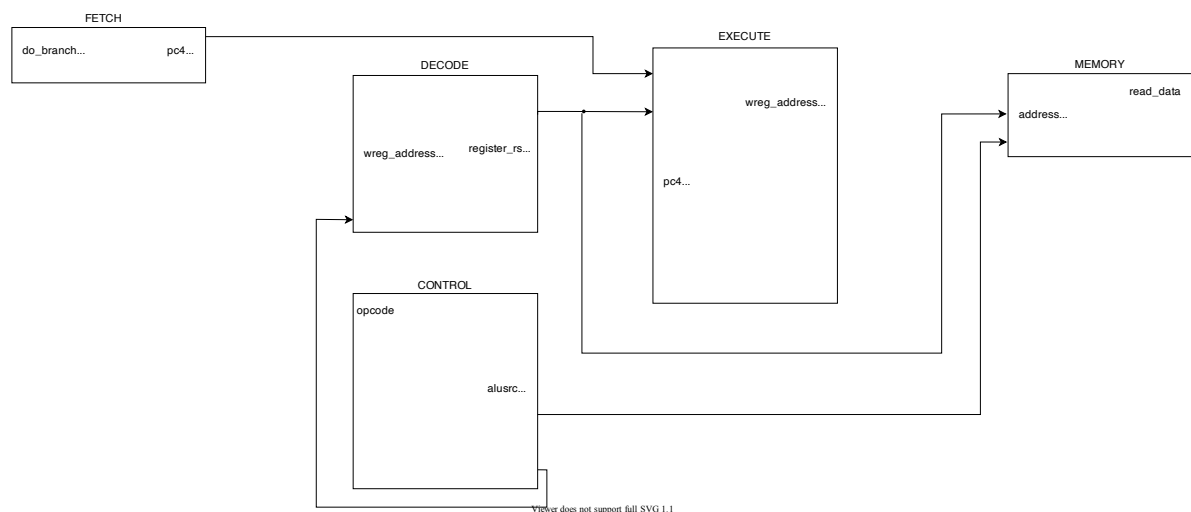 FETCH
do_branch...
pc4...
DECODE
wreg_address...
register_rs...
EXECUTE
wreg_address...
pc4...
MEMORY
read_data
address...
CONTROL
opcode
alusrc...
Viewer does not support full SVG 1.1